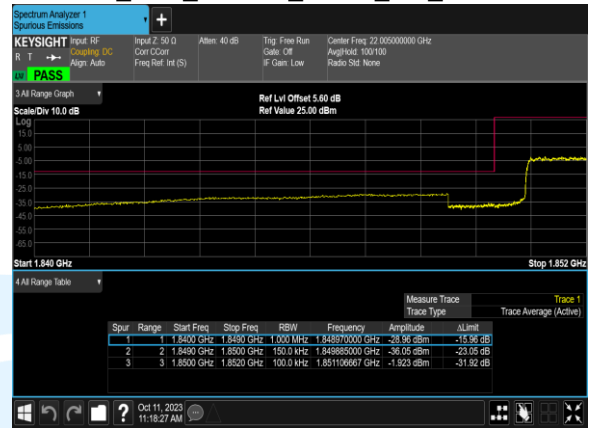 Spectrum Analyzer 1
Spurious Emissions
+
KEYSIGHT Input: RF Input Z: 50 Ω Atten: 40 dB Trig: Free Run Center Freq: 22.005000000 GHz
R T Coupling: DC Corr CCorr Gate: Off Avg|Hold: 100/100
Align: Auto Freq Ref: Int (S) IF Gain: Low Radio Std: None
PASS
3 All Range Graph
Ref Lvl Offset 5.60 dB
Scale/Div 10.0 dB Ref Value 25.00 dBm
Log
15.0
5.00
-5.00
-15.0
-25.0
-35.0
-45.0
-55.0
-65.0
Start 1.840 GHz Stop 1.852 GHz
4 All Range Table
Measure Trace Trace 1
Trace Type Trace Average (Active)
Spur Range Start Freq Stop Freq RBW Frequency Amplitude ΔLimit
1 1 1.8400 GHz 1.8490 GHz 1.000 MHz 1.848970000 GHz -28.96 dBm -15.96 dB
2 2 1.8490 GHz 1.8500 GHz 150.0 kHz 1.849885000 GHz -36.05 dBm -23.05 dB
3 3 1.8500 GHz 1.8520 GHz 100.0 kHz 1.851106667 GHz -1.923 dBm -31.92 dB
? Oct 11, 2023
11:18:27 AM